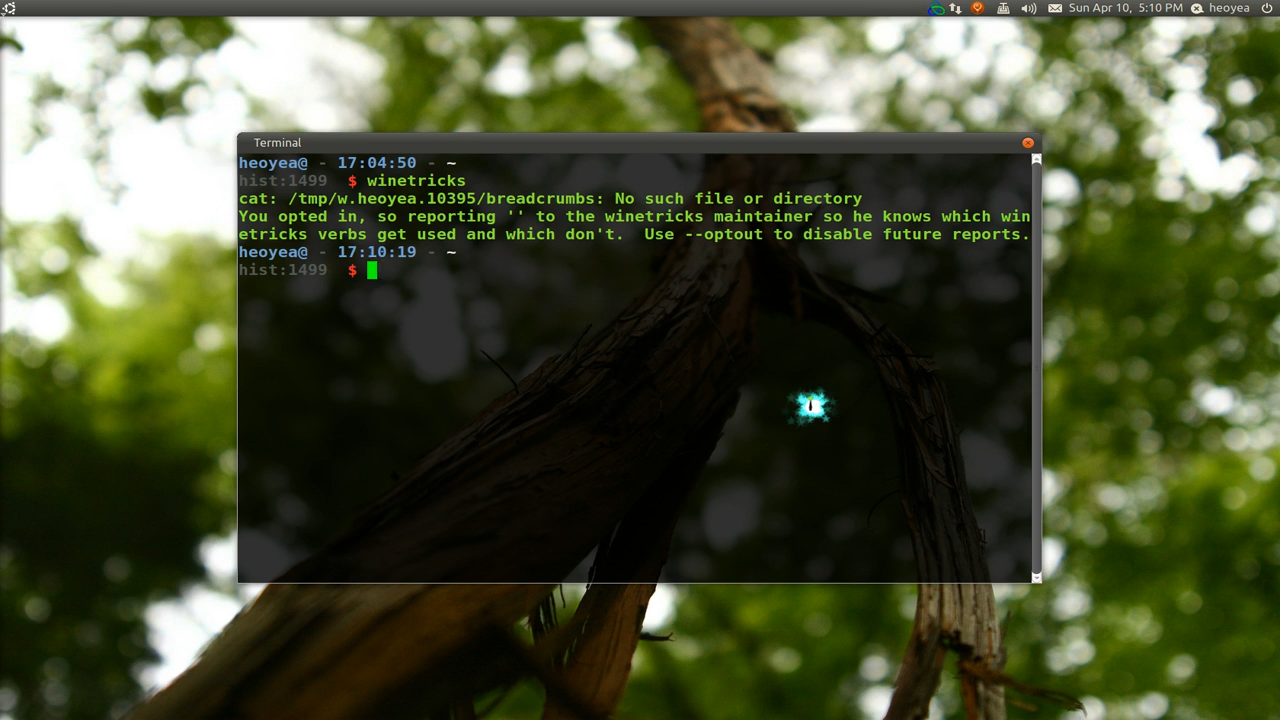 Sun Apr 10, 5:10 PM heoyea
Terminal
heoyea@ - 17:04:50 - ~
hist:1499 $ winetricks
cat: /tmp/w.heoyea.10395/breadcrumbs: No such file or directory
You opted in, so reporting '' to the winetricks maintainer so he knows which win
etricks verbs get used and which don't.  Use --optout to disable future reports.
heoyea@ - 17:10:19 - ~
hist:1499 $